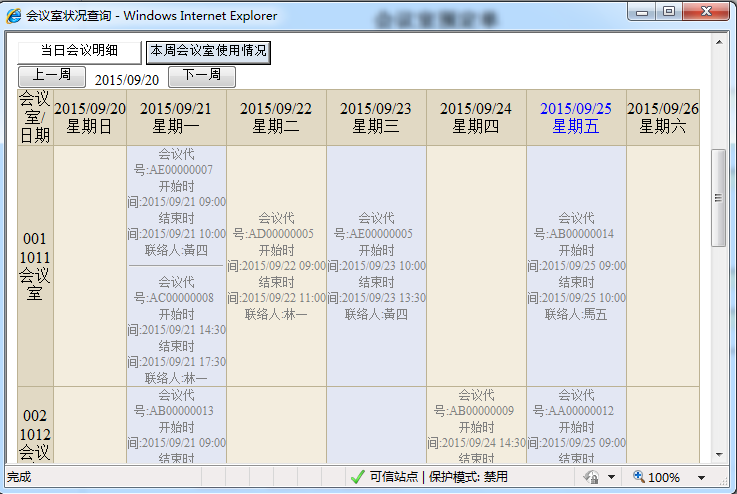 会议室状况查询 - Windows Internet Explorer
会议室预定单
当日会议明细 本周会议室使用情况
上一周 2015/09/20 下一周
会议室/日期 2015/09/20 星期日 2015/09/21 星期一 2015/09/22 星期二 2015/09/23 星期三 2015/09/24 星期四 2015/09/25 星期五 2015/09/26 星期六
001
1011
会议
室
会议代
号:AE00000007
开始时
间:2015/09/21 09:00
结束时
间:2015/09/21 10:00
联络人:黃四
会议代
号:AC00000008
开始时
间:2015/09/21 14:30
结束时
间:2015/09/21 17:30
联络人:林一
会议代
号:AD00000005
开始时
间:2015/09/22 09:00
结束时
间:2015/09/22 11:00
联络人:林一
会议代
号:AE00000005
开始时
间:2015/09/23 10:00
结束时
间:2015/09/23 13:30
联络人:黃四
会议代
号:AB00000014
开始时
间:2015/09/25 09:00
结束时
间:2015/09/25 10:00
联络人:馬五
002
1012
会议
会议代
号:AB00000013
开始时
间:2015/09/21 09:00
结束时
会议代
号:AB00000009
开始时
间:2015/09/24 14:30
结束时
会议代
号:AA00000012
开始时
间:2015/09/25 09:00
结束时
完成 可信站点 | 保护模式: 禁用 100%